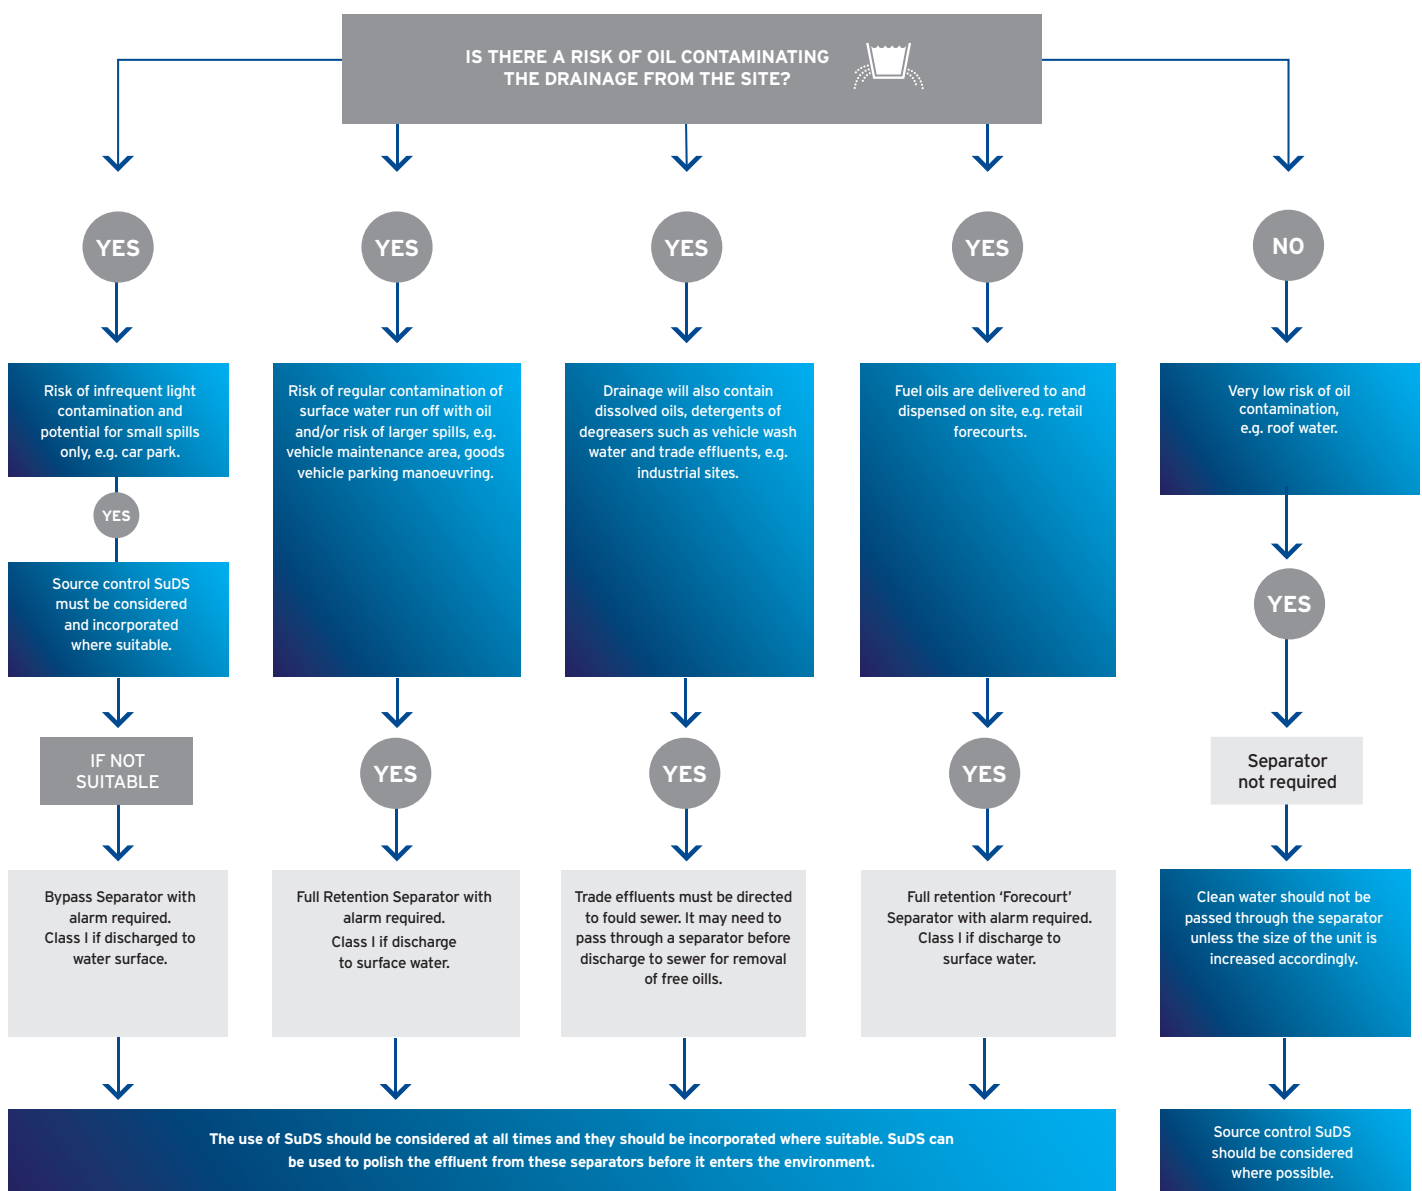 IS THERE A RISK OF OIL CONTAMINATING
THE DRAINAGE FROM THE SITE?
YES
YES
YES
YES
NO
Risk of infrequent light
contamination and
potential for small spills
only, e.g. car park.
YES
Source control SuDS
must be considered
and incorporated
where suitable.
IF NOT
SUITABLE
Bypass Separator with
alarm required.
Class I if discharged to
water surface.
Risk of regular contamination of
surface water run off with oil
and/or risk of larger spills, e.g.
vehicle maintenance area, goods
vehicle parking manoeuvring.
YES
Full Retention Separator with
alarm required.
Class I if discharge
to surface water.
Drainage will also contain
dissolved oils, detergents of
degreasers such as vehicle wash
water and trade effluents, e.g.
industrial sites.
YES
Trade effluents must be directed
to fould sewer. It may need to
pass through a separator before
discharge to sewer for removal
of free oills.
Fuel oils are delivered to and
dispensed on site, e.g. retail
forecourts.
YES
Full retention ‘Forecourt’
Separator with alarm required.
Class I if discharge to
surface water.
Very low risk of oil
contamination,
e.g. roof water.
YES
Separator
not required
Clean water should not be
passed through the separator
unless the size of the unit is
increased accordingly.
The use of SuDS should be considered at all times and they should be incorporated where suitable. SuDS can
be used to polish the effluent from these separators before it enters the environment.
Source control SuDS
should be considered
where possible.